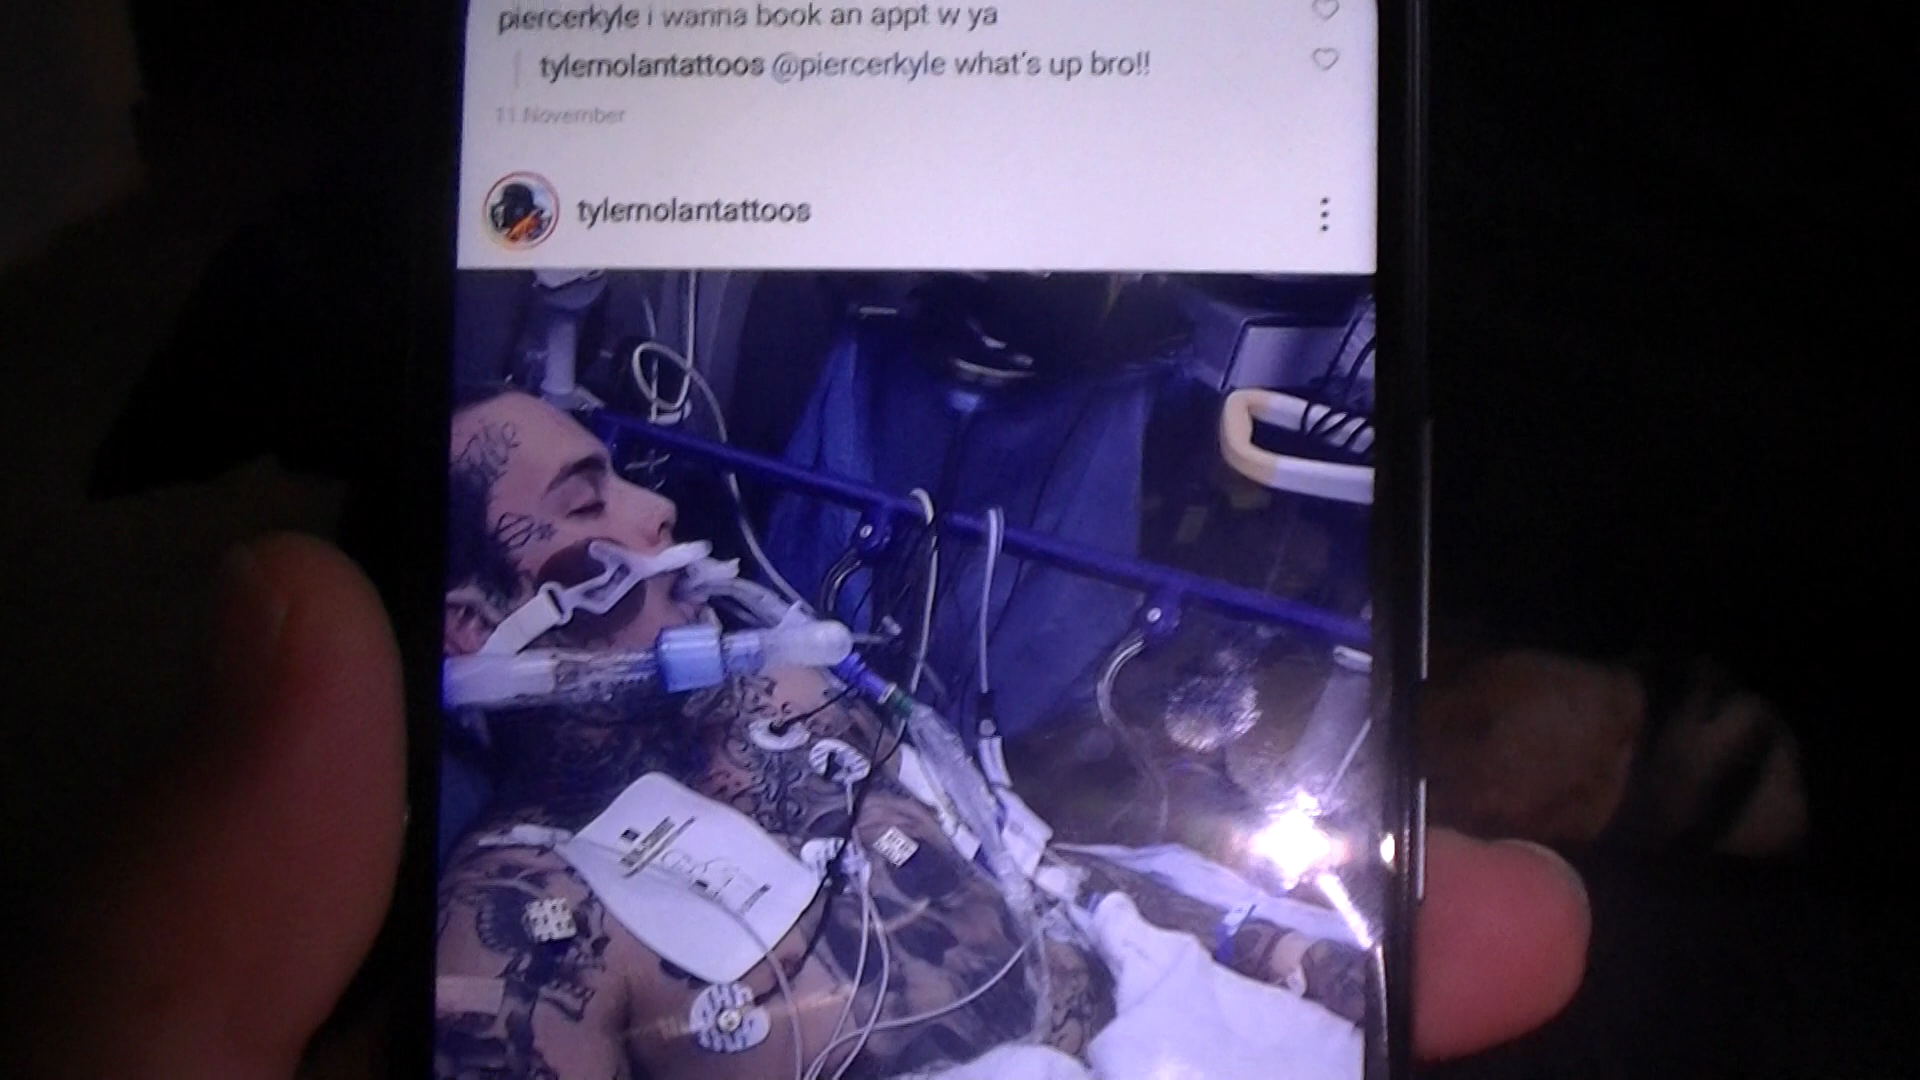 piercerkyle i wanna book an appt w ya
tylernolantattoos @piercerkyle what's up bro!!
11 November
tylernolantattoos